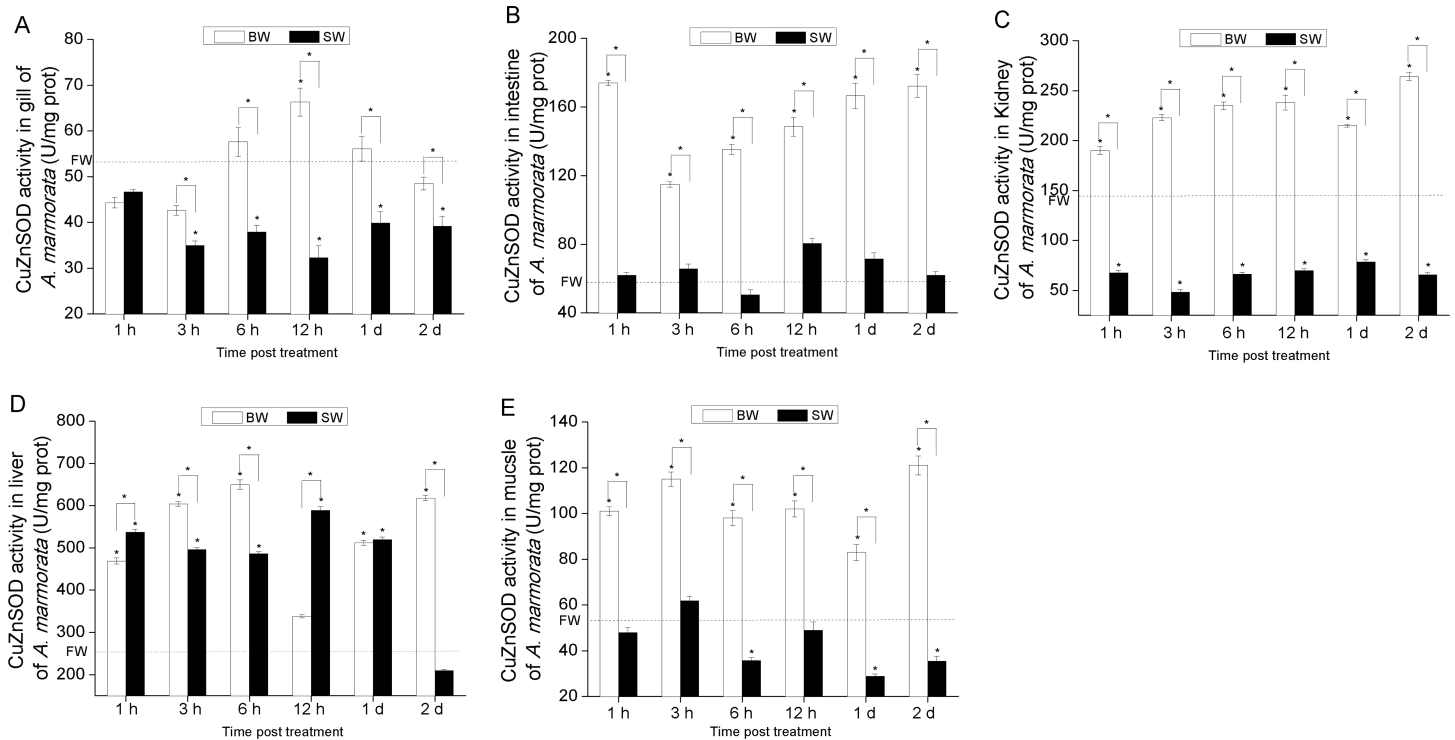 A
BW SW
CuZnSOD activity in gill of
A. marmorata (U/mg prot)
80
70
60
FW
50
40
30
20
* * * * * * * * * * *
1 h 3 h 6 h 12 h 1 d 2 d
Time post treatment
B
BW SW
CuZnSOD activity in intestine
of A. marmorata (U/mg prot)
200
160
120
80
FW
40
* * * * * * * * * * * *
1 h 3 h 6 h 12 h 1 d 2 d
Time post treatment
C
BW SW
CuZnSOD activity in Kidney
of A. marmorata (U/mg prot)
300
250
200
150
FW
100
50
* * * * * * * * * * * * * * * * * *
1 h 3 h 6 h 12 h 1 d 2 d
Time post treatment
D
BW SW
CuZnSOD activity in liver
of A. marmorata (U/mg prot)
800
700
600
500
400
300
FW
200
* * * * * * * * * * * * * * *
1 h 3 h 6 h 12 h 1 d 2 d
Time post treatment
E
BW SW
CuZnSOD activity in mucsle
of A. marmorata (U/mg prot)
140
120
100
80
60
FW
40
20
* * * * * * * * * * * * * * *
1 h 3 h 6 h 12 h 1 d 2 d
Time post treatment